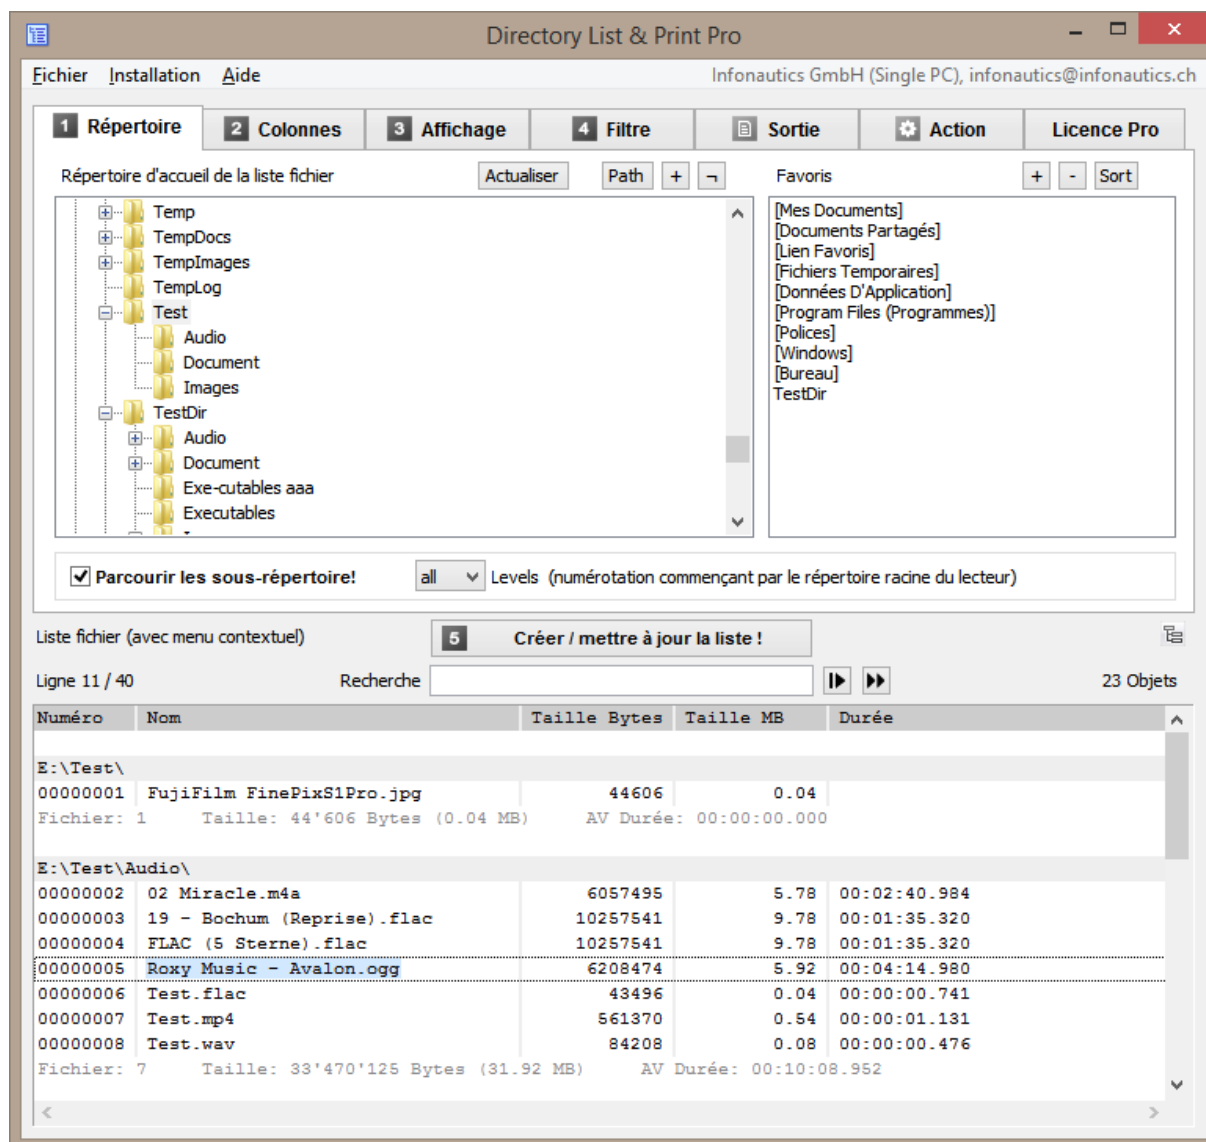 Directory List & Print Pro
Fichier Installation Aide Infonautics GmbH (Single PC), infonautics@infonautics.ch
1 Répertoire 2 Colonnes 3 Affichage 4 Filtre Sortie Action Licence Pro
Répertoire d'accueil de la liste fichier Actualiser Path + ¬ Favoris + - Sort
Temp
TempDocs
TempImages
TempLog
Test
Audio
Document
Images
TestDir
Audio
Document
Exe-cutables aaa
Executables
[Mes Documents]
[Documents Partagés]
[Lien Favoris]
[Fichiers Temporaires]
[Données D'Application]
[Program Files (Programmes)]
[Polices]
[Windows]
[Bureau]
TestDir
Parcourir les sous-répertoire! all Levels (numérotation commençant par le répertoire racine du lecteur)
Liste fichier (avec menu contextuel) 5 Créer / mettre à jour la liste !
Ligne 11 / 40 Recherche 23 Objets
Numéro Nom Taille Bytes Taille MB Durée
E:\Test\
00000001 FujiFilm FinePixS1Pro.jpg 44606 0.04
Fichier: 1 Taille: 44'606 Bytes (0.04 MB) AV Durée: 00:00:00.000
E:\Test\Audio\
00000002 02 Miracle.m4a 6057495 5.78 00:02:40.984
00000003 19 - Bochum (Reprise).flac 10257541 9.78 00:01:35.320
00000004 FLAC (5 Sterne).flac 10257541 9.78 00:01:35.320
00000005 Roxy Music - Avalon.ogg 6208474 5.92 00:04:14.980
00000006 Test.flac 43496 0.04 00:00:00.741
00000007 Test.mp4 561370 0.54 00:00:01.131
00000008 Test.wav 84208 0.08 00:00:00.476
Fichier: 7 Taille: 33'470'125 Bytes (31.92 MB) AV Durée: 00:10:08.952